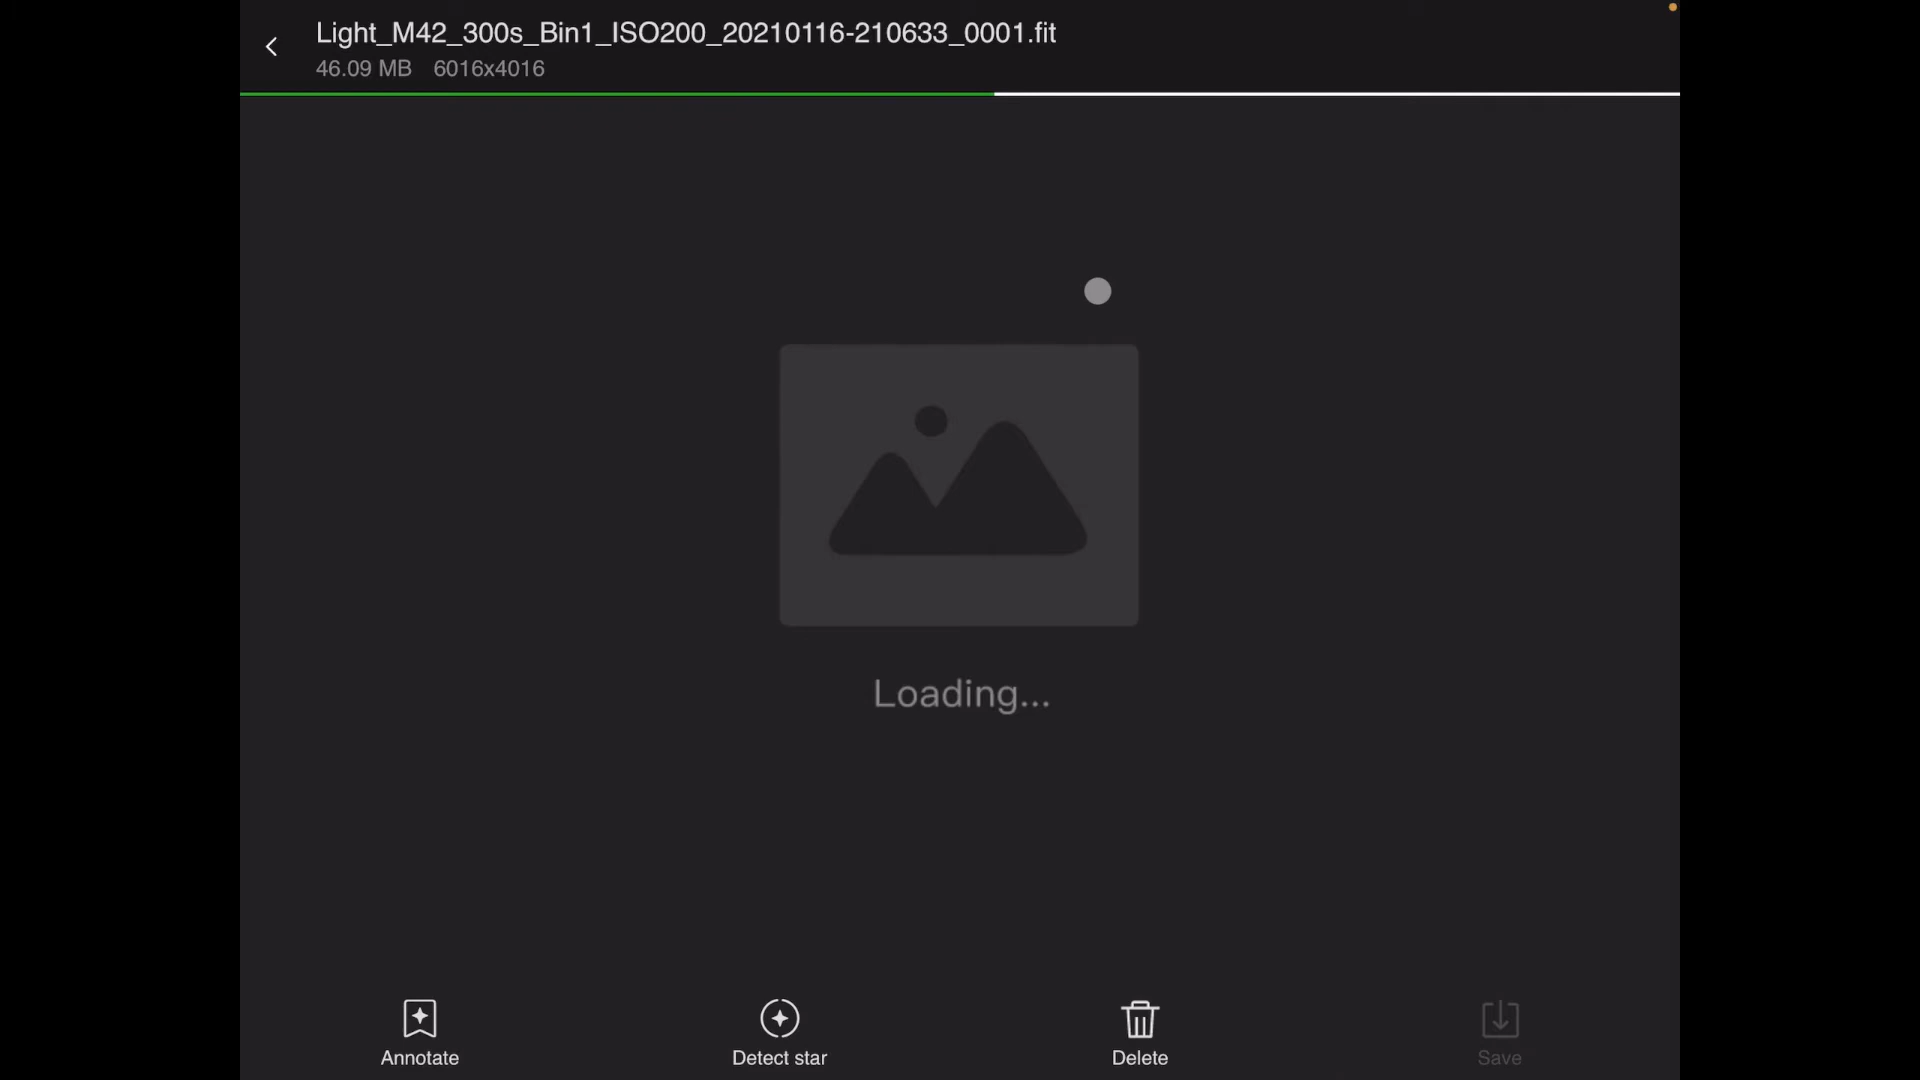 Light_M42_300s_Bin1_ISO200_20210116-210633_0001.fit
46.09 MB 6016x4016
Loading...
Annotate
Detect star
Delete
Save